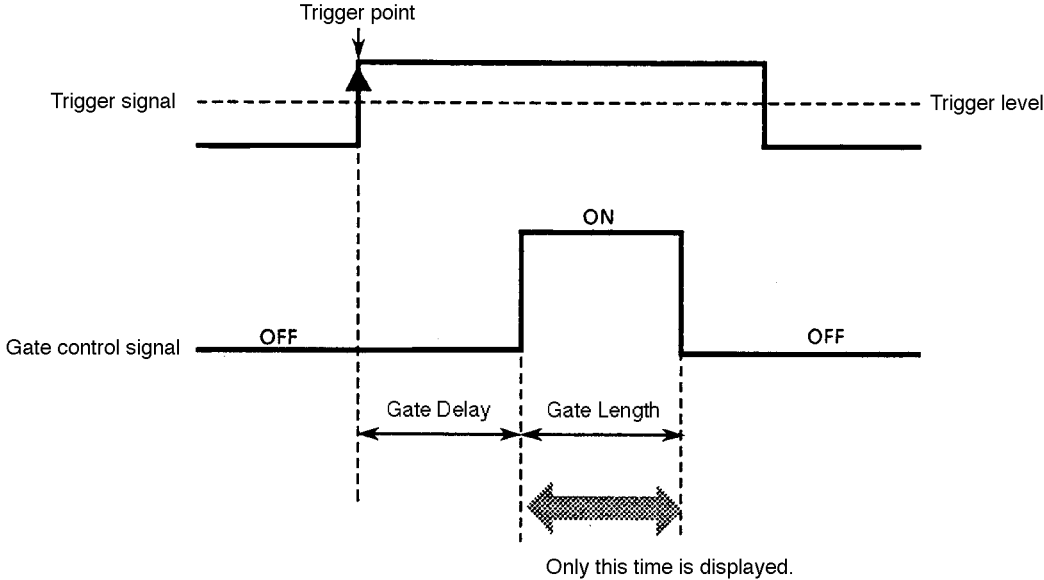 Trigger point
Trigger signal
Trigger level
ON
OFF
Gate control signal
OFF
Gate Delay
Gate Length
Only this time is displayed.